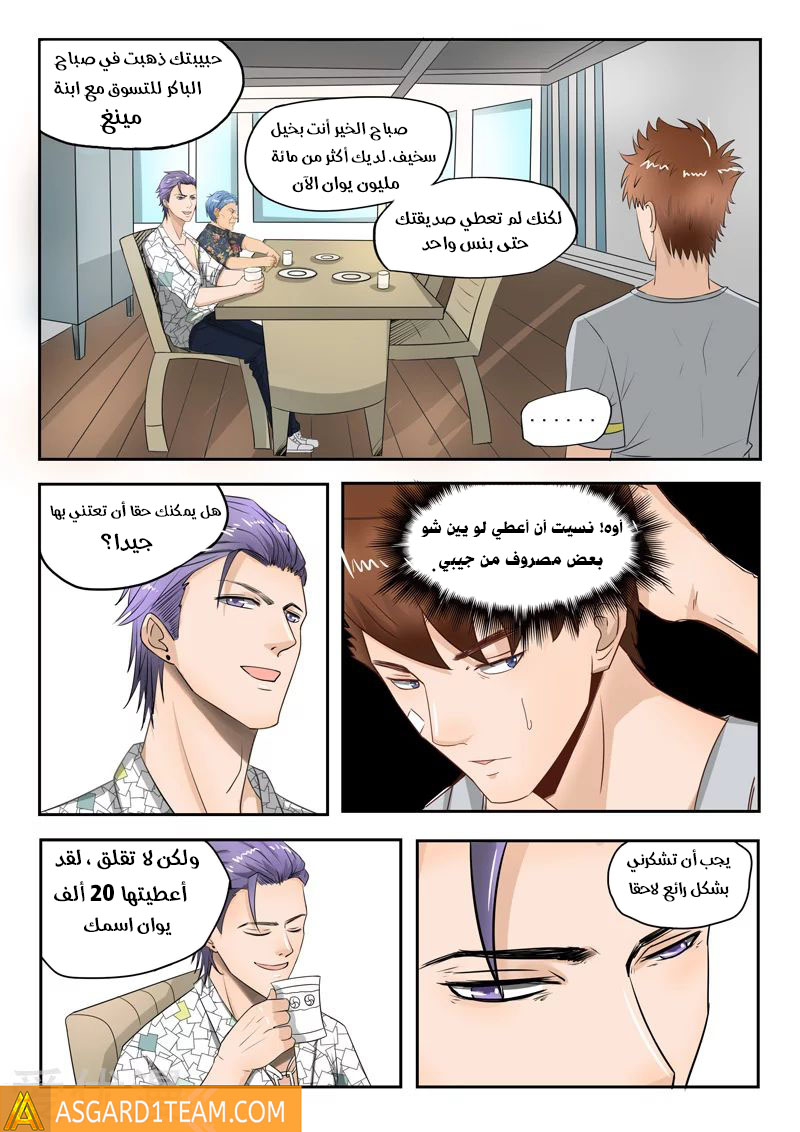 حبيبتك ذهبت في صباح
الباكر للتسوق مع ابنة
مينغ
صباح الخير أنت بخيل
سخيف. لديك أكثر من مائة
مليون يوان الآن
لكنك لم تعطي صديقتك
حتى بنس واحد
. . . . . .
أوه! نسيت أن أعطي لو يين شو
بعض مصروف من جيبي.
هل يمكنك حقا أن تعتني بها
جيدا؟
ولكن لا تقلق ، لقد
أعطيتها 20 ألف
يوان اسمك
يجب أن تشكرني
بشكل رائع لاحقا
ASGARD1TEAM.COM